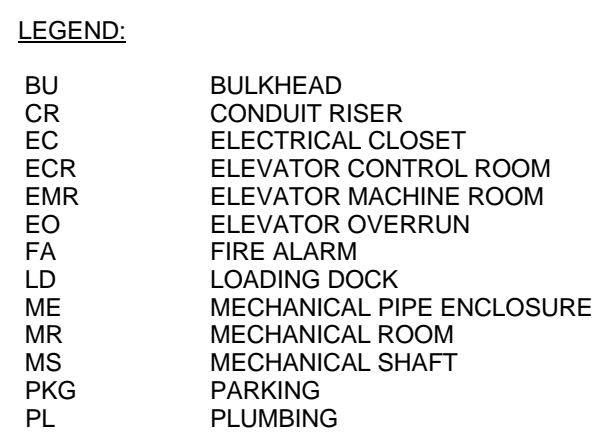 LEGEND:
BU BULKHEAD
CR CONDUIT RISER
EC ELECTRICAL CLOSET
ECR ELEVATOR CONTROL ROOM
EMR ELEVATOR MACHINE ROOM
EO ELEVATOR OVERRUN
FA FIRE ALARM
LD LOADING DOCK
ME MECHANICAL PIPE ENCLOSURE
MR MECHANICAL ROOM
MS MECHANICAL SHAFT
PKG PARKING
PL PLUMBING